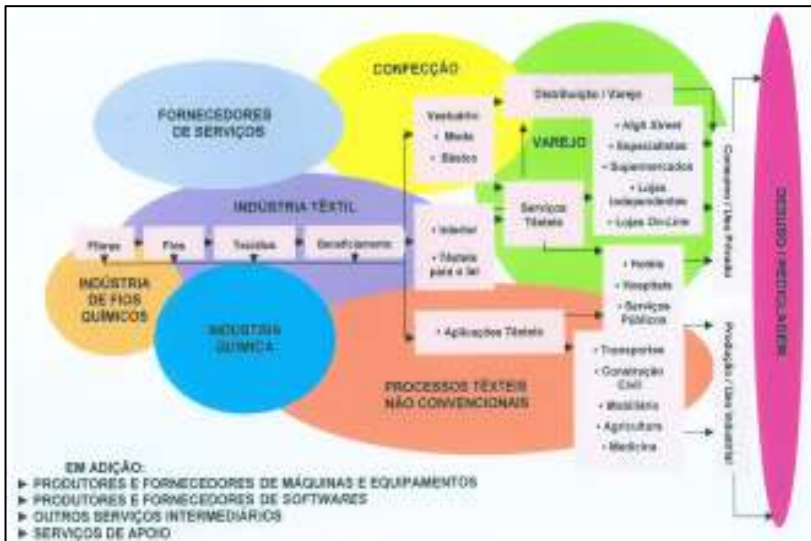 CONFECÇÃO
FORNECEDORES
DE SERVIÇOS
Distribuição / Varejo
Vestuário
• Moda
• Básico
VAREJO
• High Street
• Especialistas
• Supermercados
• Lojas
Independentes
• Lojas On-Line
INDÚSTRIA TÊXTIL
Serviços
Têxteis
Fibras
Fios
Tecidos
Beneficiamento
• Interior
• Têxteis
para o lar
INDÚSTRIA
DE FIOS
QUÍMICOS
INDÚSTRIA
QUÍMICA
• Hotéis
• Hospitais
• Serviços
Públicos
• Aplicações Têxteis
PROCESSOS TÊXTEIS
NÃO CONVENCIONAIS
• Transportes
• Construção
Civil
• Mobiliário
• Agricultura
• Medicina
Consumo / Uso Privado
Produção / Uso Industrial
DESUSO / RECICLAGEM
EM ADIÇÃO:
► PRODUTORES E FORNECEDORES DE MÁQUINAS E EQUIPAMENTOS
► PRODUTORES E FORNECEDORES DE SOFTWARES
► OUTROS SERVIÇOS INTERMEDIÁRIOS
► SERVIÇOS DE APOIO